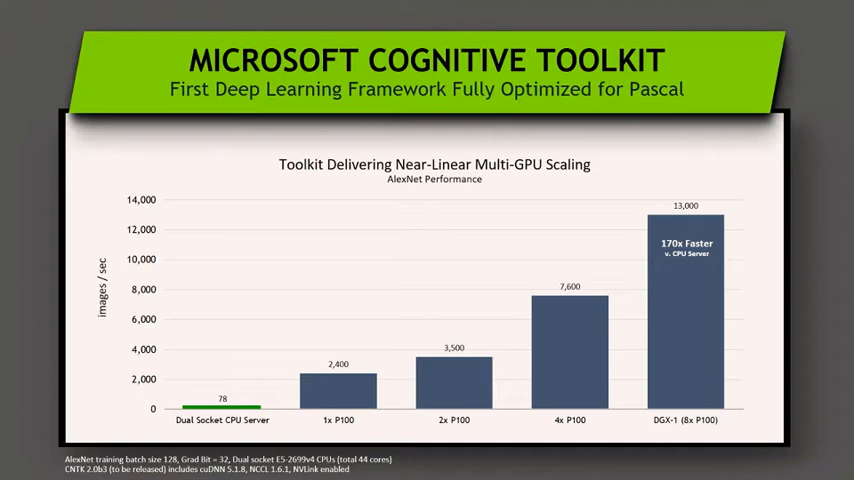 MICROSOFT COGNITIVE TOOLKIT
First Deep Learning Framework Fully Optimized for Pascal
Toolkit Delivering Near-Linear Multi-GPU Scaling
AlexNet Performance
images / sec
14,000
12,000
10,000
8,000
6,000
4,000
2,000
0
78
2,400
3,500
7,600
13,000
170x Faster
v. CPU Server
Dual Socket CPU Server
1x P100
2x P100
4x P100
DGX-1 (8x P100)
AlexNet training batch size 128, Grad Bit = 32, Dual socket E5-2699v4 CPUs (total 44 cores)
CNTK 2.0b3 (to be released) includes cuDNN 5.1.8, NCCL 1.6.1, NVLink enabled